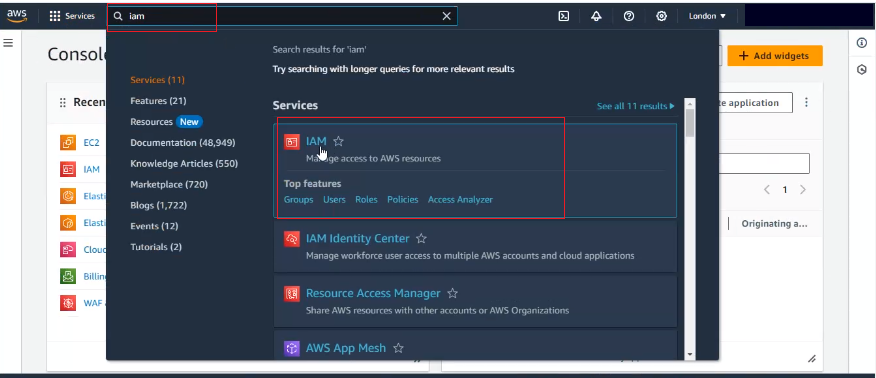 aws
Services
iam
London
Console
Add widgets
Recen
EC2
IAM
Elasti
Elasti
Cloud
Billin
WAF
te application
1
Originating a...
Services (11)
Features (21)
Resources New
Documentation (48,949)
Knowledge Articles (550)
Marketplace (720)
Blogs (1,722)
Events (12)
Tutorials (2)
Search results for 'iam'
Try searching with longer queries for more relevant results
Services
See all 11 results
IAM
Manage access to AWS resources
Top features
Groups Users Roles Policies Access Analyzer
IAM Identity Center
Manage workforce user access to multiple AWS accounts and cloud applications
Resource Access Manager
Share AWS resources with other accounts or AWS Organizations
AWS App Mesh